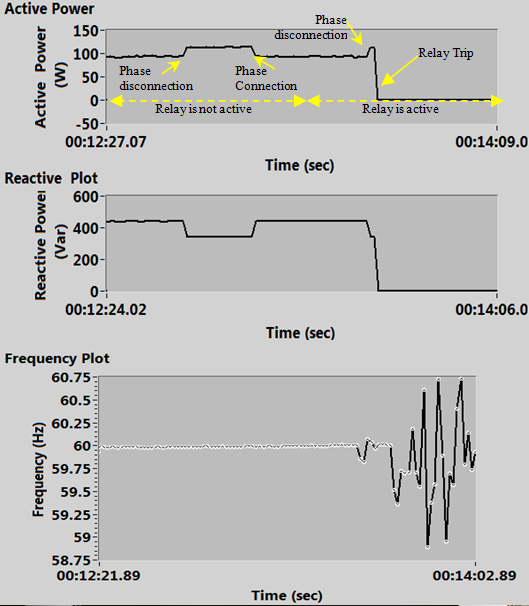 Active Power
Phase
disconnection
150
100
50
0
-50
Active Power
(W)
Phase
disconnection
Phase
Connection
Relay Trip
Relay is not active
Relay is active
00:12:27.07
00:14:09.0
Time (sec)
Reactive Plot
600
400
200
0
Reactive Power
(Var)
00:12:24.02
00:14:06.0
Time (sec)
Frequency Plot
60.75
60.5
60.25
60
59.75
59.5
59.25
59
58.75
Frequency (Hz)
00:12:21.89
00:14:02.89
Time (sec)